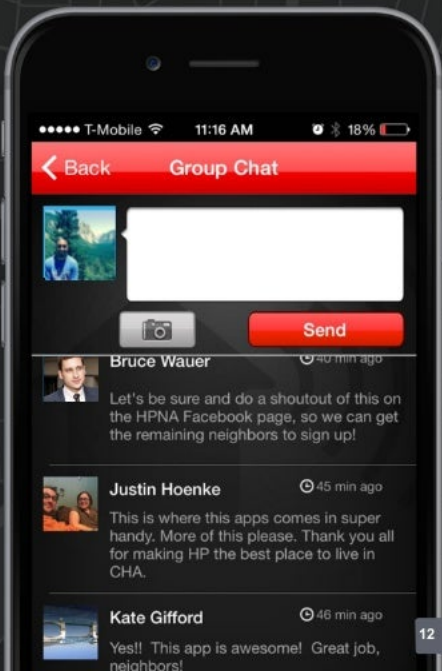 T-Mobile 11:16 AM 18%
Back Group Chat
Send
Bruce Wauer 40 min ago
Let's be sure and do a shoutout of this on
the HPNA Facebook page, so we can get
the remaining neighbors to sign up!
Justin Hoenke 45 min ago
This is where this apps comes in super
handy. More of this please. Thank you all
for making HP the best place to live in
CHA.
Kate Gifford 46 min ago
Yes!! This app is awesome! Great job,
neighbors!
12